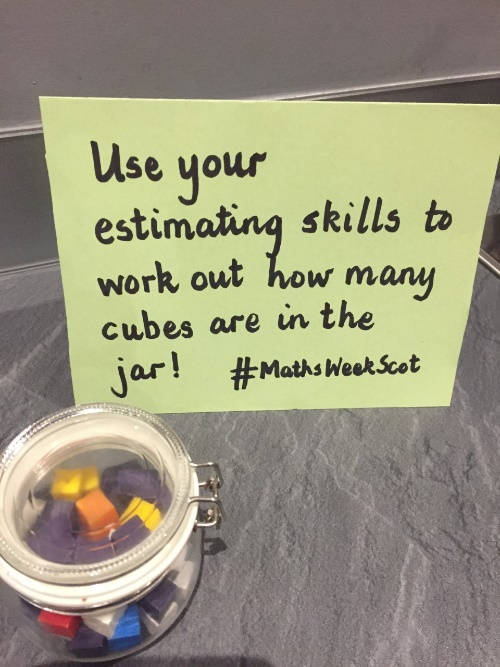 Use your
estimating skills to
work out how many
cubes are in the
jar! #MathsWeekScot